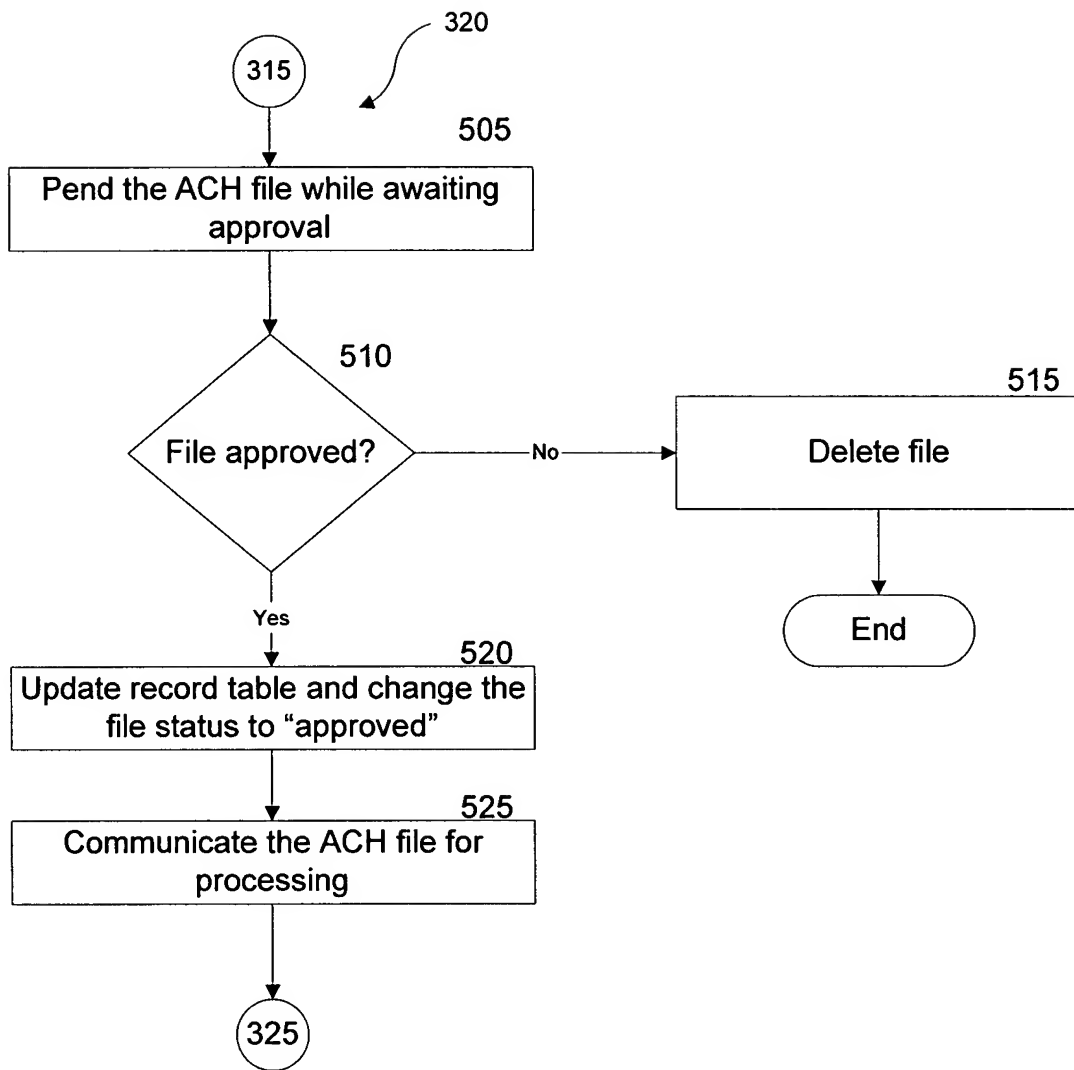 320
315
505
Pend the ACH file while awaiting
approval
510
File approved?
No
515
Delete file
End
Yes
520
Update record table and change the
file status to “approved”
525
Communicate the ACH file for
processing
325